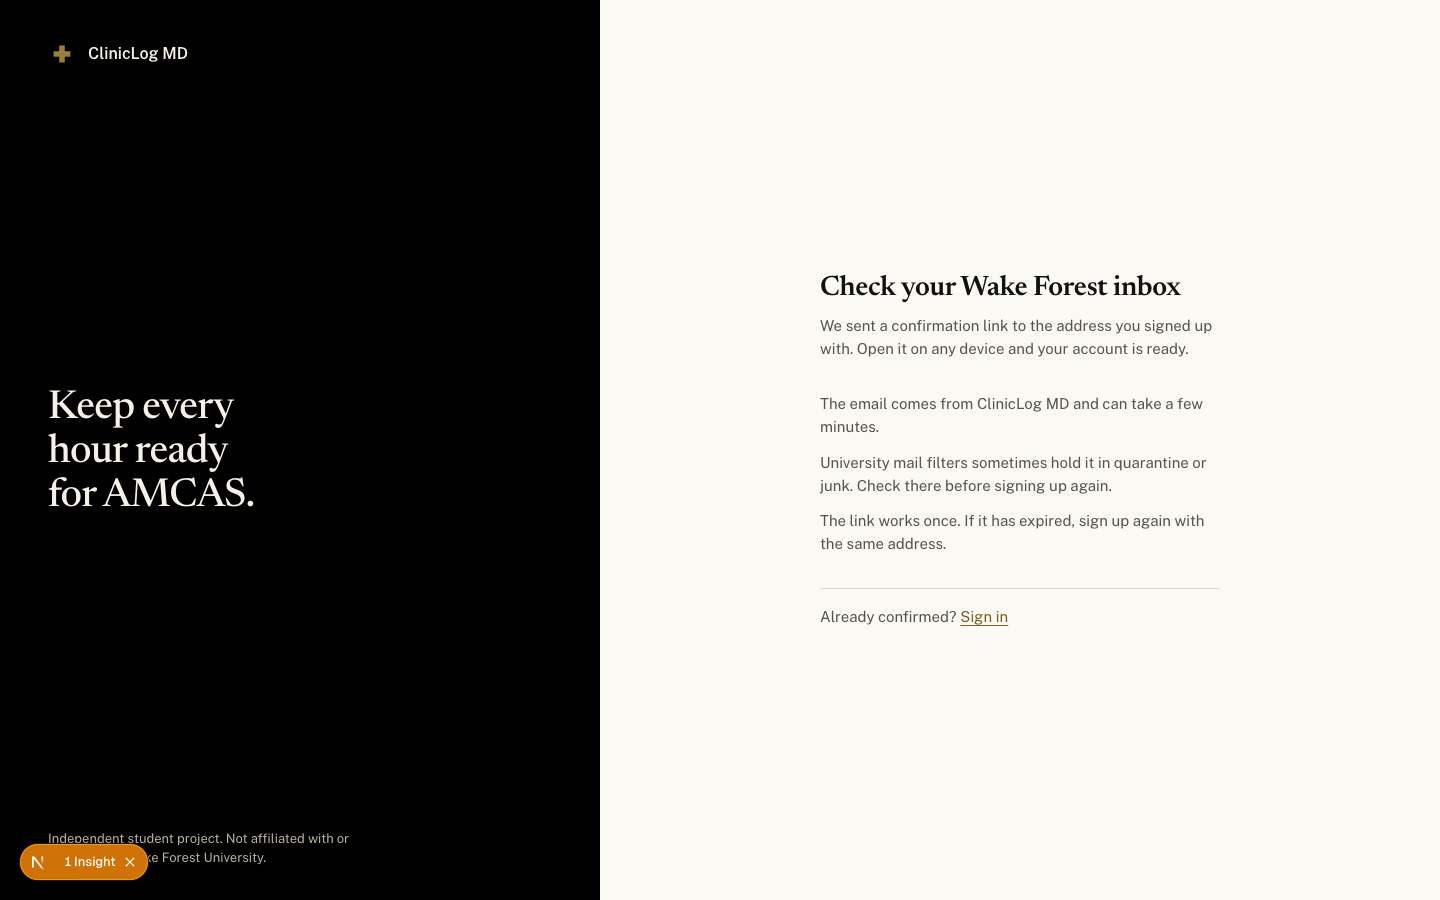 ClinicLog MD
Keep every
hour ready
for AMCAS.
Independent student project. Not affiliated with or
Forest University.
1 Insight
Check your Wake Forest inbox
We sent a confirmation link to the address you signed up
with. Open it on any device and your account is ready.
The email comes from ClinicLog MD and can take a few
minutes.
University mail filters sometimes hold it in quarantine or
junk. Check there before signing up again.
The link works once. If it has expired, sign up again with
the same address.
Already confirmed? Sign in